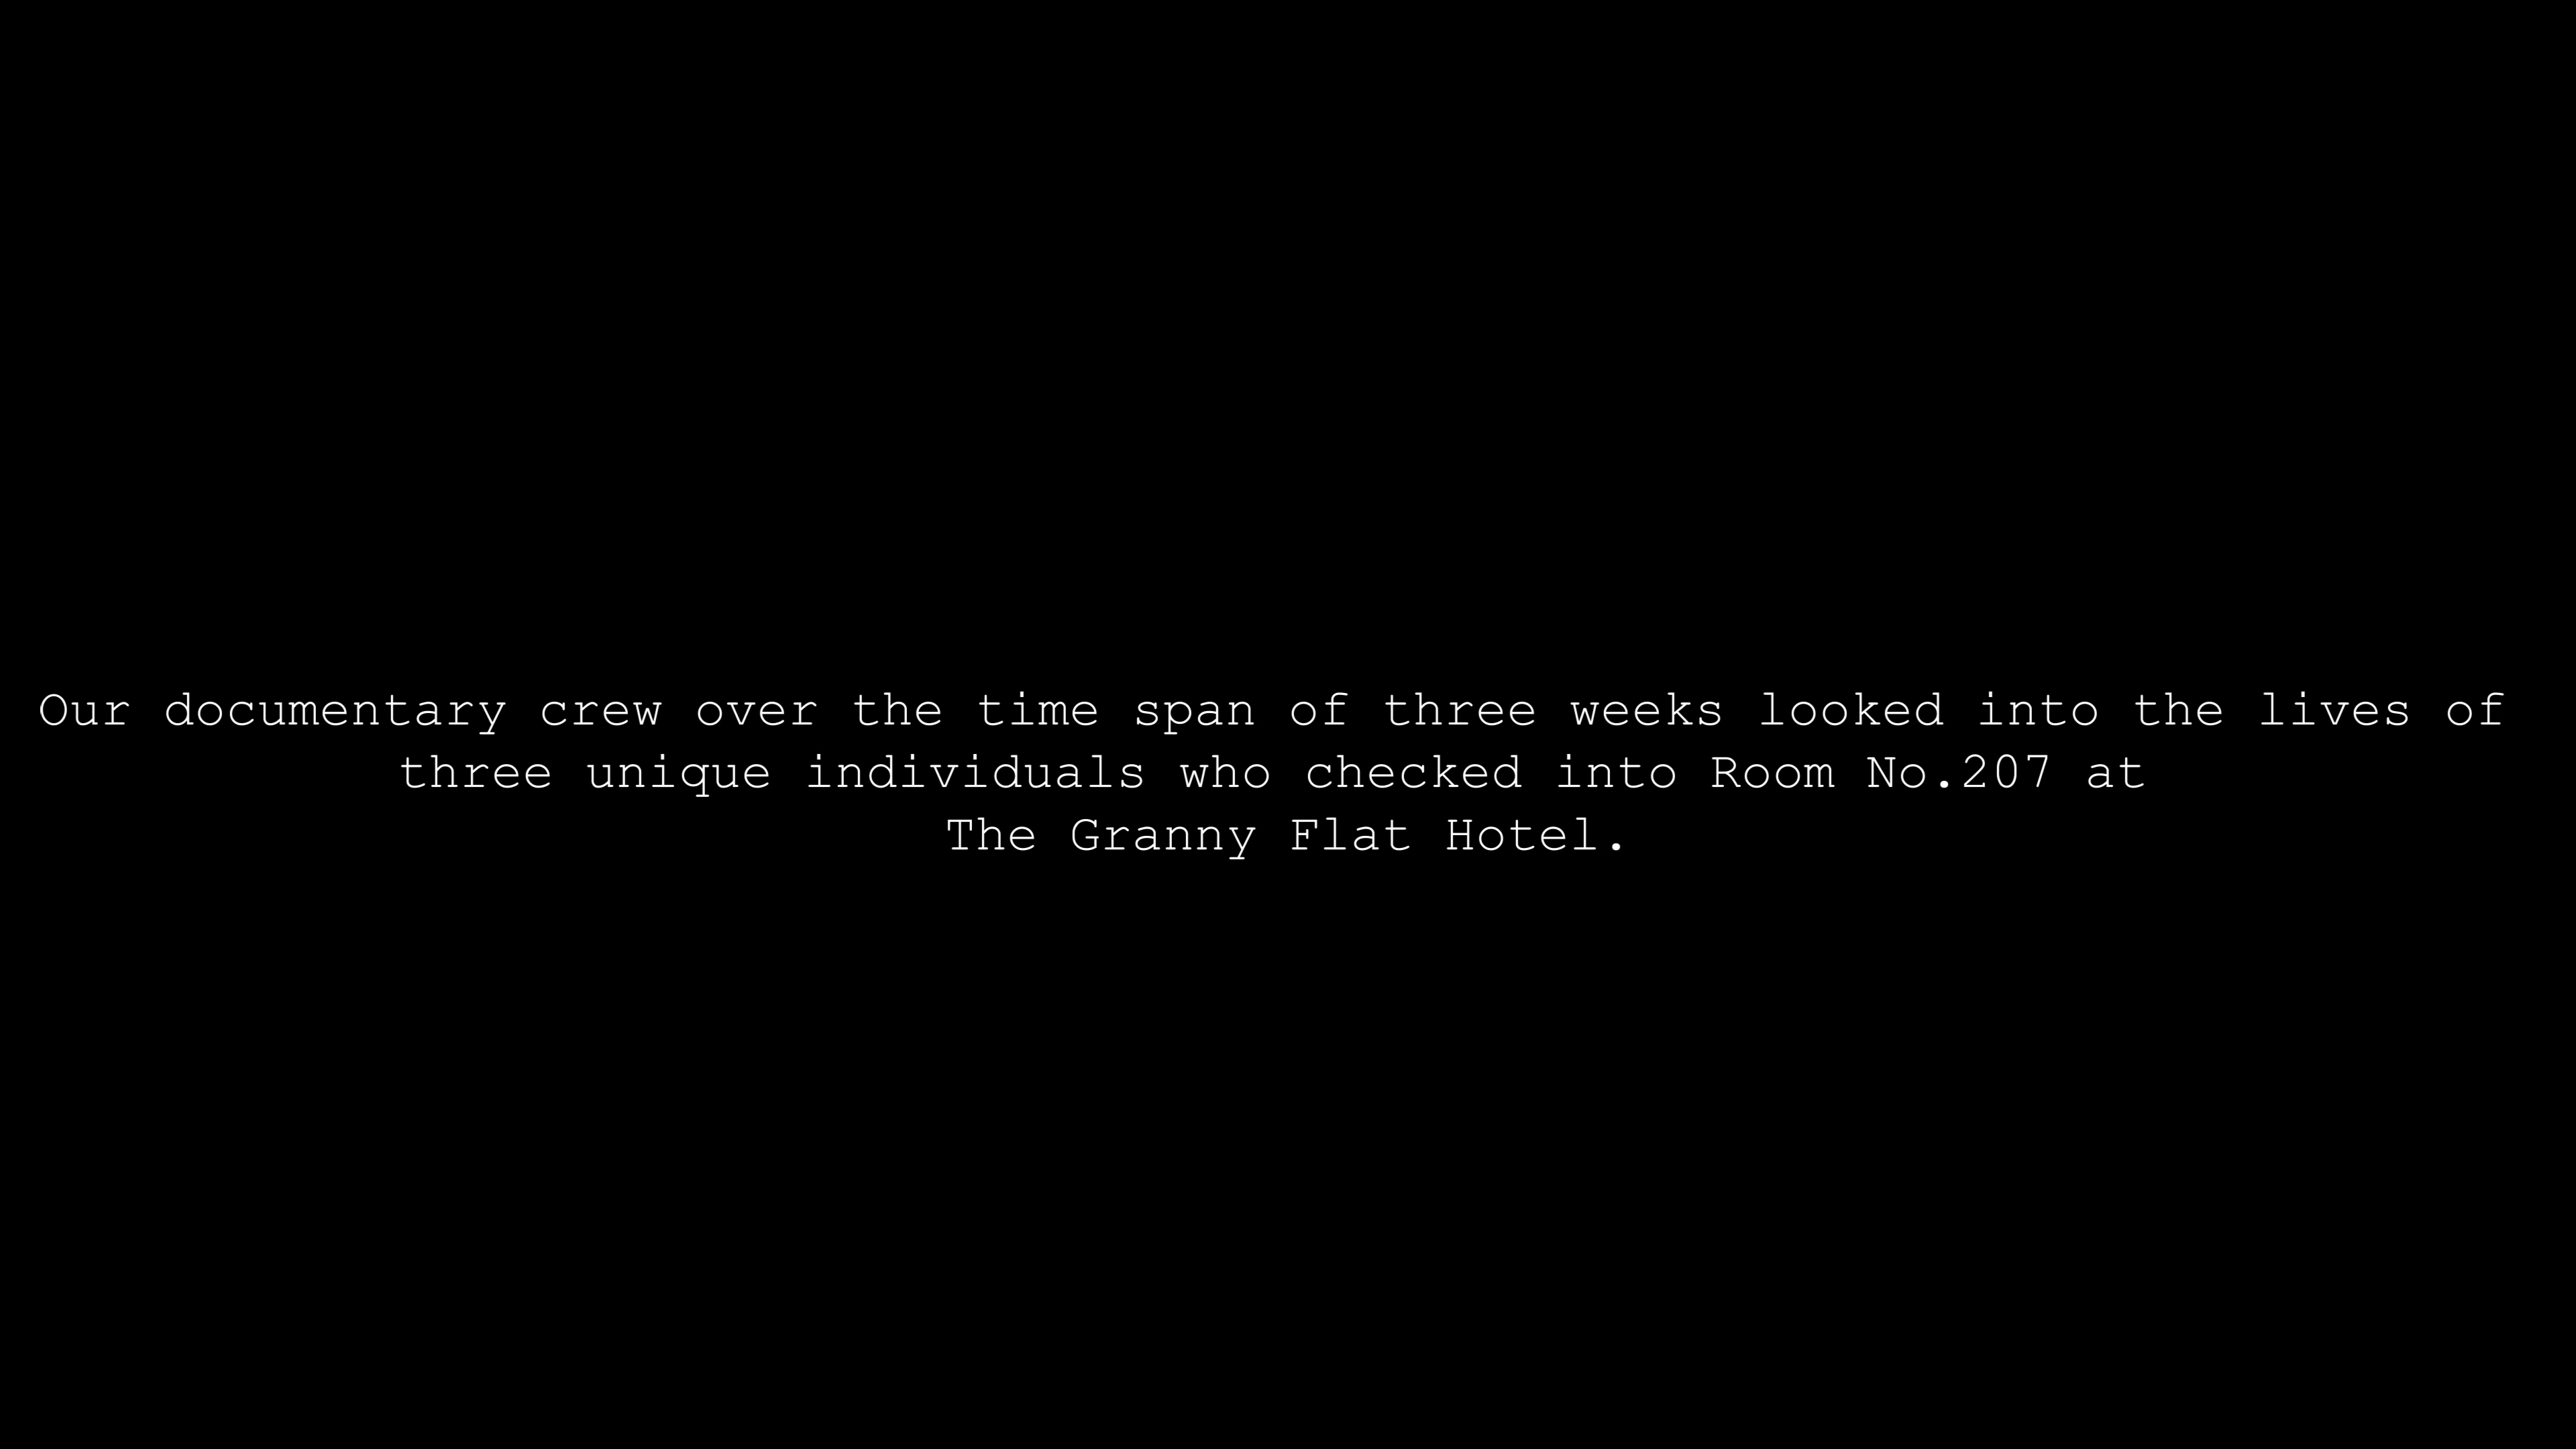 Our documentary crew over the time span of three weeks looked into the lives of
three unique individuals who checked into Room No.207 at
The Granny Flat Hotel.